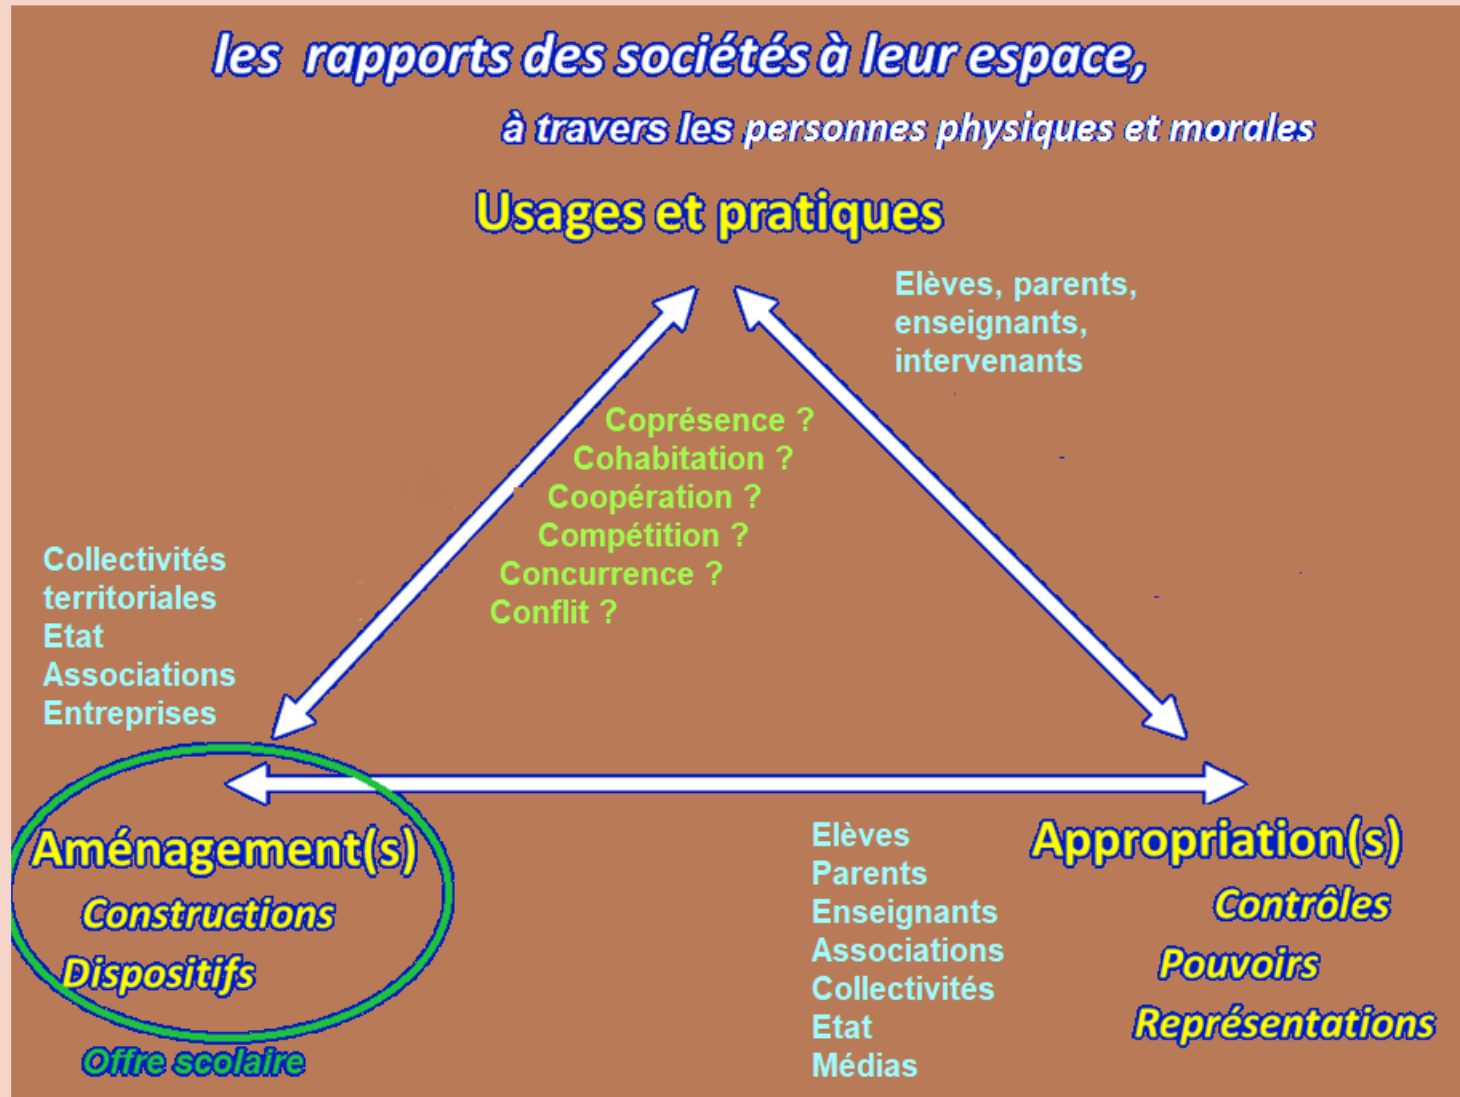 les rapports des sociétés à leur espace,
à travers les personnes physiques et morales
Usages et pratiques
Elèves, parents,
enseignants,
intervenants
Coprésence ?
Cohabitation ?
Coopération ?
Compétition ?
Concurrence ?
Conflit ?
Collectivités
territoriales
Etat
Associations
Entreprises
Aménagement(s)
Constructions
Dispositifs
Offre scolaire
Elèves
Parents
Enseignants
Associations
Collectivités
Etat
Médias
Appropriation(s)
Contrôles
Pouvoirs
Représentations